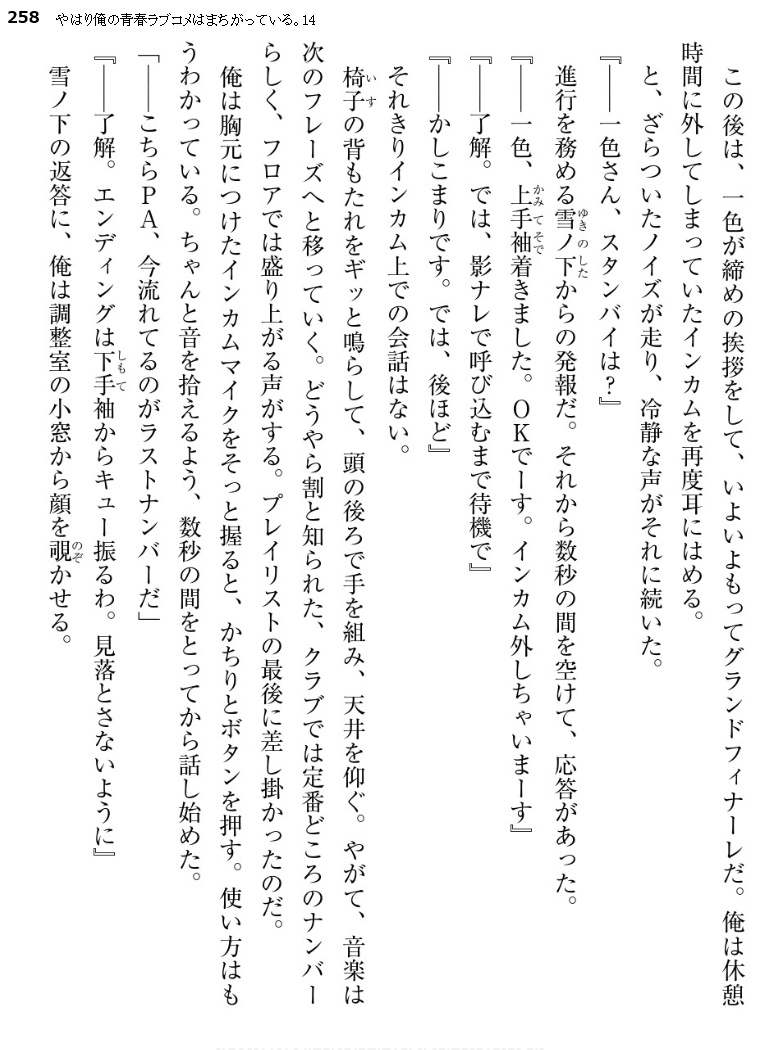 258 やはり俺の青春ラブコメはまちがっている。14
この後は、一色が締めの挨拶をして、いよいよもってグランドフィナーレだ。俺は休憩
時間に外してしまっていたインカムを再度耳にはめる。
と、ざらついたノイズが走り、冷静な声がそれに続いた。
『――一色さん、スタンバイは？』
進行を務める雪ノ下からの発報だ。それから数秒の間を空けて、応答があった。
『――一色、上手袖着きました。ＯＫでーす。インカム外しちゃいまーす』
『――了解。では、影ナレで呼び込むまで待機で』
『――かしこまりです。では、後ほど』
それきりインカム上での会話はない。
椅子の背もたれをギッと鳴らして、頭の後ろで手を組み、天井を仰ぐ。やがて、音楽は
次のフレーズへと移っていく。どうやら割と知られた、クラブでは定番どころのナンバー
らしく、フロアでは盛り上がる声がする。プレイリストの最後に差し掛かったのだ。
俺は胸元につけたインカムマイクをそっと握ると、かちりとボタンを押す。使い方はも
うわかっている。ちゃんと音を拾えるよう、数秒の間をとってから話し始めた。
「――こちらＰＡ、今流れてるのがラストナンバーだ」
『――了解。エンディングは下手袖からキュー振るわ。見落とさないように』
雪ノ下の返答に、俺は調整室の小窓から顔を覗かせる。